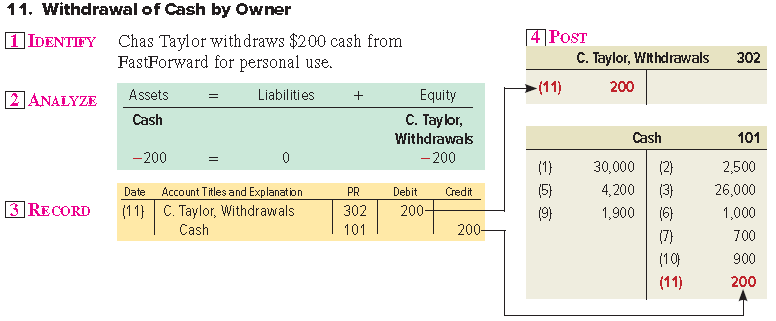 11. Withdrawal of Cash by Owner
1 IDENTIFY Chas Taylor withdraws $200 cash from
FastForward for personal use.
2 ANALYZE Assets = Liabilities + Equity
Cash C. Taylor,
Withdrawals
−200 = 0 −200
3 RECORD
Date Account Titles and Explanation PR Debit Credit
(11) C. Taylor, Withdrawals 302 200
Cash 101 200
4 POST
C. Taylor, Withdrawals 302
(11) 200
Cash 101
(1) 30,000 (2) 2,500
(5) 4,200 (3) 26,000
(9) 1,900 (6) 1,000
(7) 700
(10) 900
(11) 200